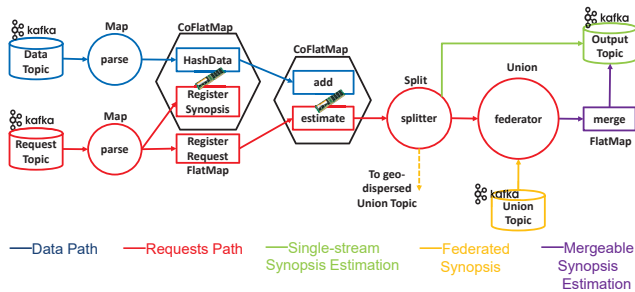 kafka
Data
Topic
Map
parse
CoFlatMap
HashData
Register
Synopsis
CoFlatMap
add
estimate
kafka
Output
Topic
Split
splitter
Union
federator
merge
FlatMap
kafka
Request
Topic
Map
parse
Register
Request
FlatMap
To geo-
dispersed
Union Topic
kafka
Union
Topic
Data Path
Requests Path
Single-stream
Synopsis Estimation
Federated
Synopsis
Mergeable
Synopsis
Estimation